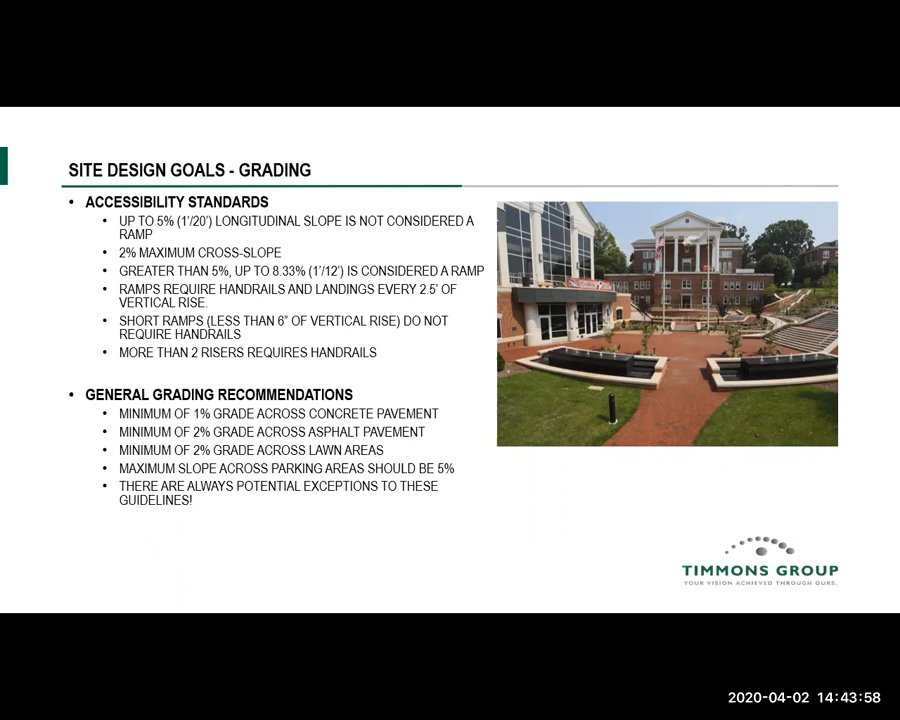 SITE DESIGN GOALS - GRADING
• ACCESSIBILITY STANDARDS
• UP TO 5% (1'/20') LONGITUDINAL SLOPE IS NOT CONSIDERED A
RAMP
• 2% MAXIMUM CROSS-SLOPE
• GREATER THAN 5%, UP TO 8.33% (1'/12') IS CONSIDERED A RAMP
• RAMPS REQUIRE HANDRAILS AND LANDINGS EVERY 2.5' OF
VERTICAL RISE.
• SHORT RAMPS (LESS THAN 6" OF VERTICAL RISE) DO NOT
REQUIRE HANDRAILS
• MORE THAN 2 RISERS REQUIRES HANDRAILS
• GENERAL GRADING RECOMMENDATIONS
• MINIMUM OF 1% GRADE ACROSS CONCRETE PAVEMENT
• MINIMUM OF 2% GRADE ACROSS ASPHALT PAVEMENT
• MINIMUM OF 2% GRADE ACROSS LAWN AREAS
• MAXIMUM SLOPE ACROSS PARKING AREAS SHOULD BE 5%
• THERE ARE ALWAYS POTENTIAL EXCEPTIONS TO THESE
GUIDELINES!
TIMMONS GROUP
YOUR VISION ACHIEVED THROUGH OURS.
2020-04-02 14:43:58